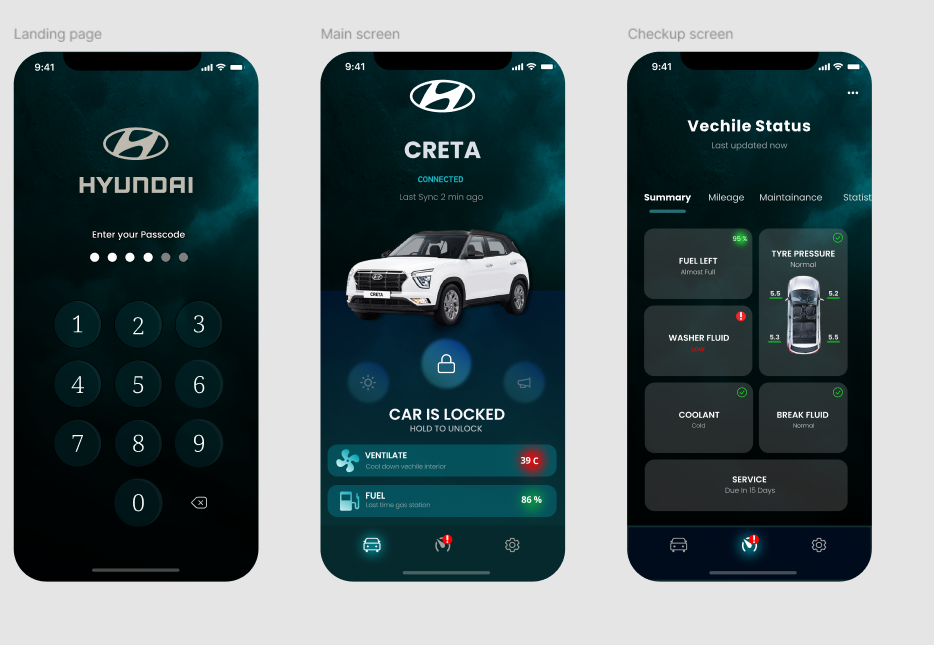 Landing page
9:41
HYUNDAI
Enter your Passcode
1 2 3
4 5 6
7 8 9
0
Main screen
9:41
CRETA
CONNECTED
Last Sync 2 min ago
CRETA
CAR IS LOCKED
HOLD TO UNLOCK
VENTILATE
Cool down vechile interior
39 C
FUEL
Last time gas station
86 %
Checkup screen
9:41
Vechile Status
Last updated now
Summary Mileage Maintainance Statist
95 %
FUEL LEFT
Almost Full
TYRE PRESSURE
Normal
5.5 5.2
5.3 5.5
WASHER FLUID
COOLANT
Cold
BREAK FLUID
Normal
SERVICE
Due In 15 Days